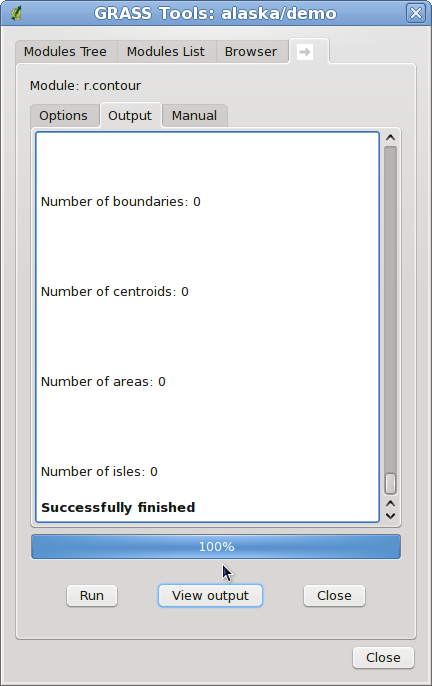 GRASS Tools: alaska/demo
Modules Tree Modules List Browser
Module: r.contour
Options Output Manual
Number of boundaries: 0
Number of centroids: 0
Number of areas: 0
Number of isles: 0
Successfully finished
100%
Run View output Close
Close